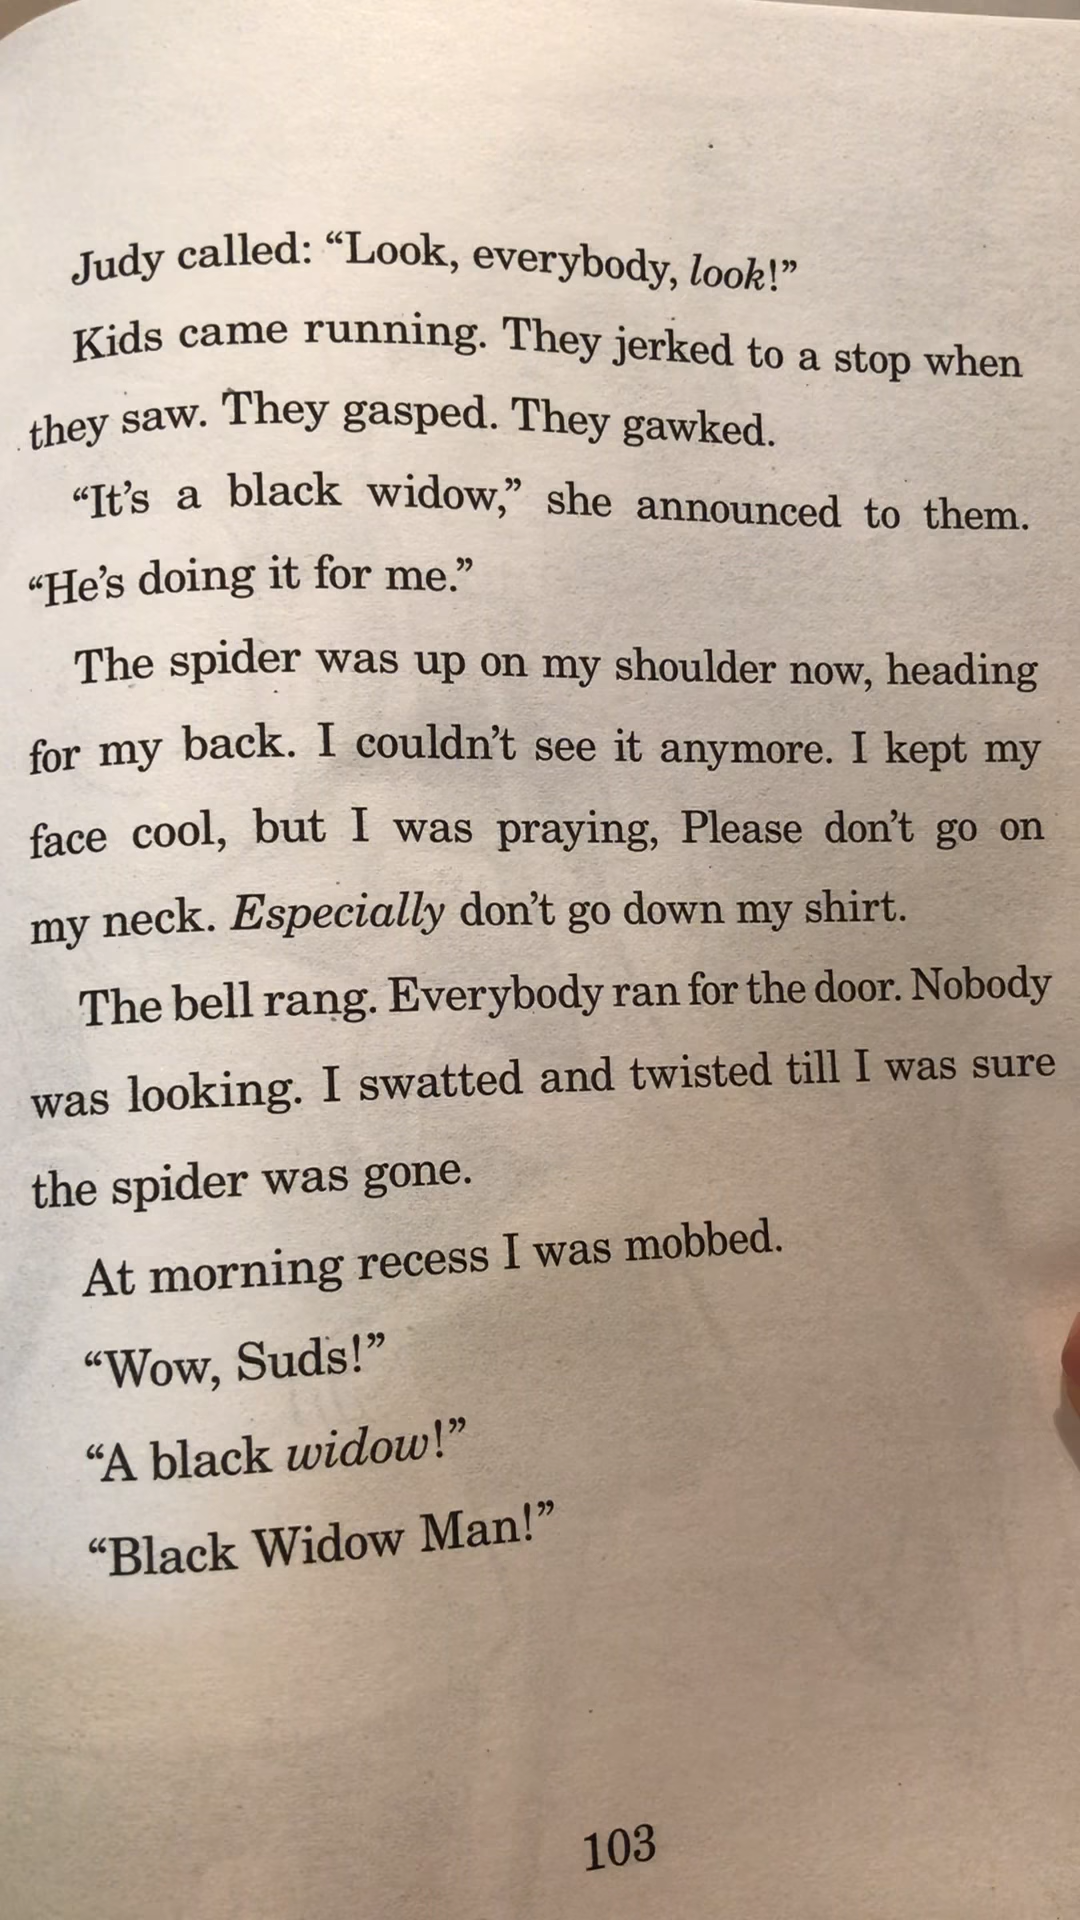 Judy called: “Look, everybody, look!”
Kids came running. They jerked to a stop when
they saw. They gasped. They gawked.
“It’s a black widow,” she announced to them.
“He’s doing it for me.”
The spider was up on my shoulder now, heading
for my back. I couldn’t see it anymore. I kept my
face cool, but I was praying, Please don’t go on
my neck. Especially don’t go down my shirt.
The bell rang. Everybody ran for the door. Nobody
was looking. I swatted and twisted till I was sure
the spider was gone.
At morning recess I was mobbed.
“Wow, Suds!”
“A black widow!”
“Black Widow Man!”
103